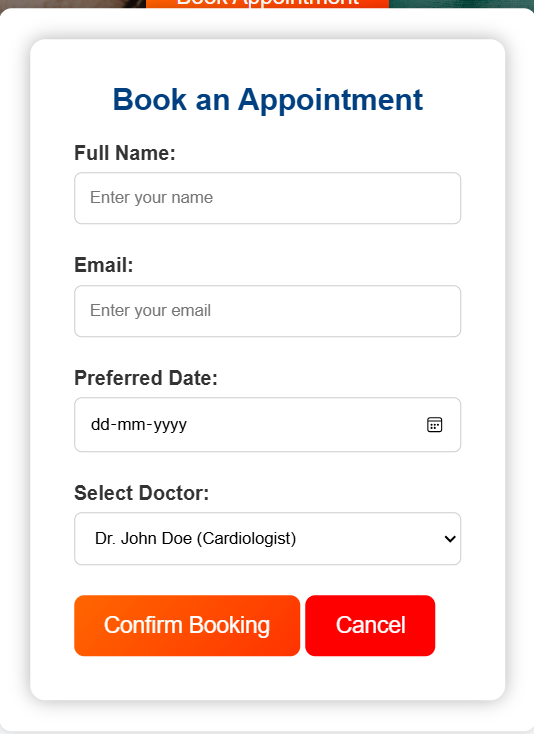 Book Appointment
Book an Appointment
Full Name:
Enter your name
Email:
Enter your email
Preferred Date:
dd-mm-yyyy
Select Doctor:
Dr. John Doe (Cardiologist)
Confirm Booking Cancel